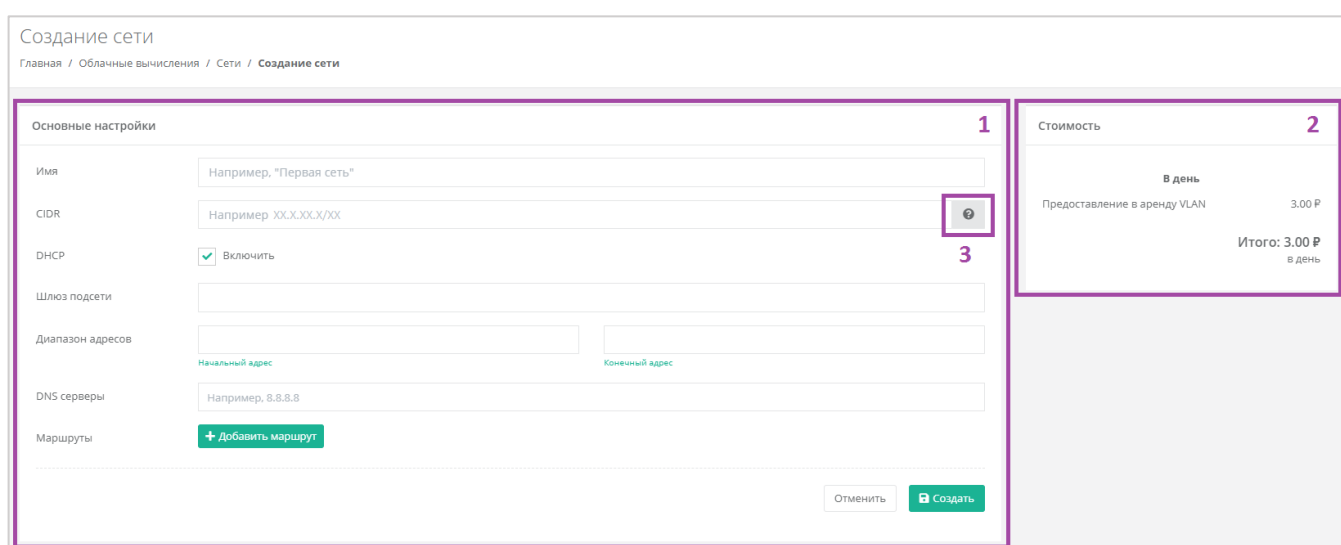 Создание сети
Главная / Облачные вычисления / Сети / Создание сети
Основные настройки 1
Имя Например, "Первая сеть"
CIDR Например XX.X.XX.X/XX
DHCP Включить 3
Шлюз подсети
Диапазон адресов
Начальный адрес Конечный адрес
DNS серверы Например, 8.8.8.8
Маршруты + Добавить маршрут
Отменить Создать
Стоимость 2
В день
Предоставление в аренду VLAN 3.00 ₽
Итого: 3.00 ₽
в день